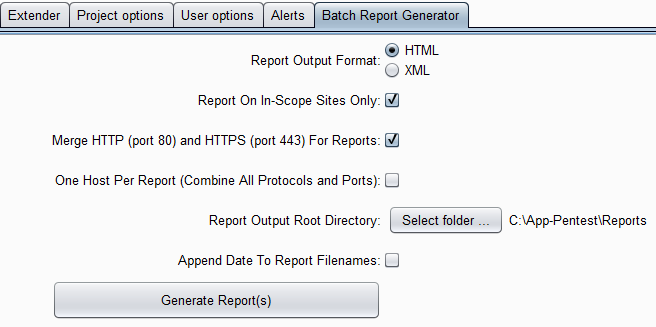 Extender Project options User options Alerts Batch Report Generator
Report Output Format: HTML
XML
Report On In-Scope Sites Only:
Merge HTTP (port 80) and HTTPS (port 443) For Reports:
One Host Per Report (Combine All Protocols and Ports):
Report Output Root Directory: Select folder ... C:\App-Pentest\Reports
Append Date To Report Filenames:
Generate Report(s)